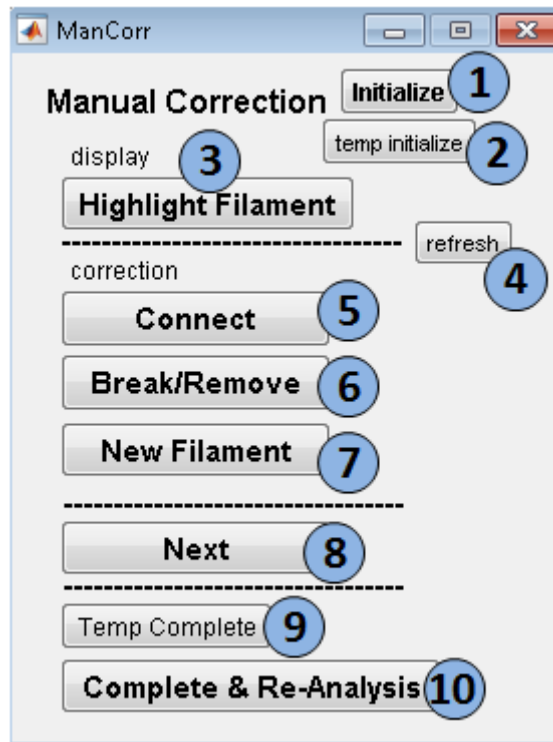 ManCorr
Manual Correction Initialize 1
temp initialize 2
display 3
Highlight Filament
refresh 4
correction
Connect 5
Break/Remove 6
New Filament 7
Next 8
Temp Complete 9
Complete & Re-Analysis 10